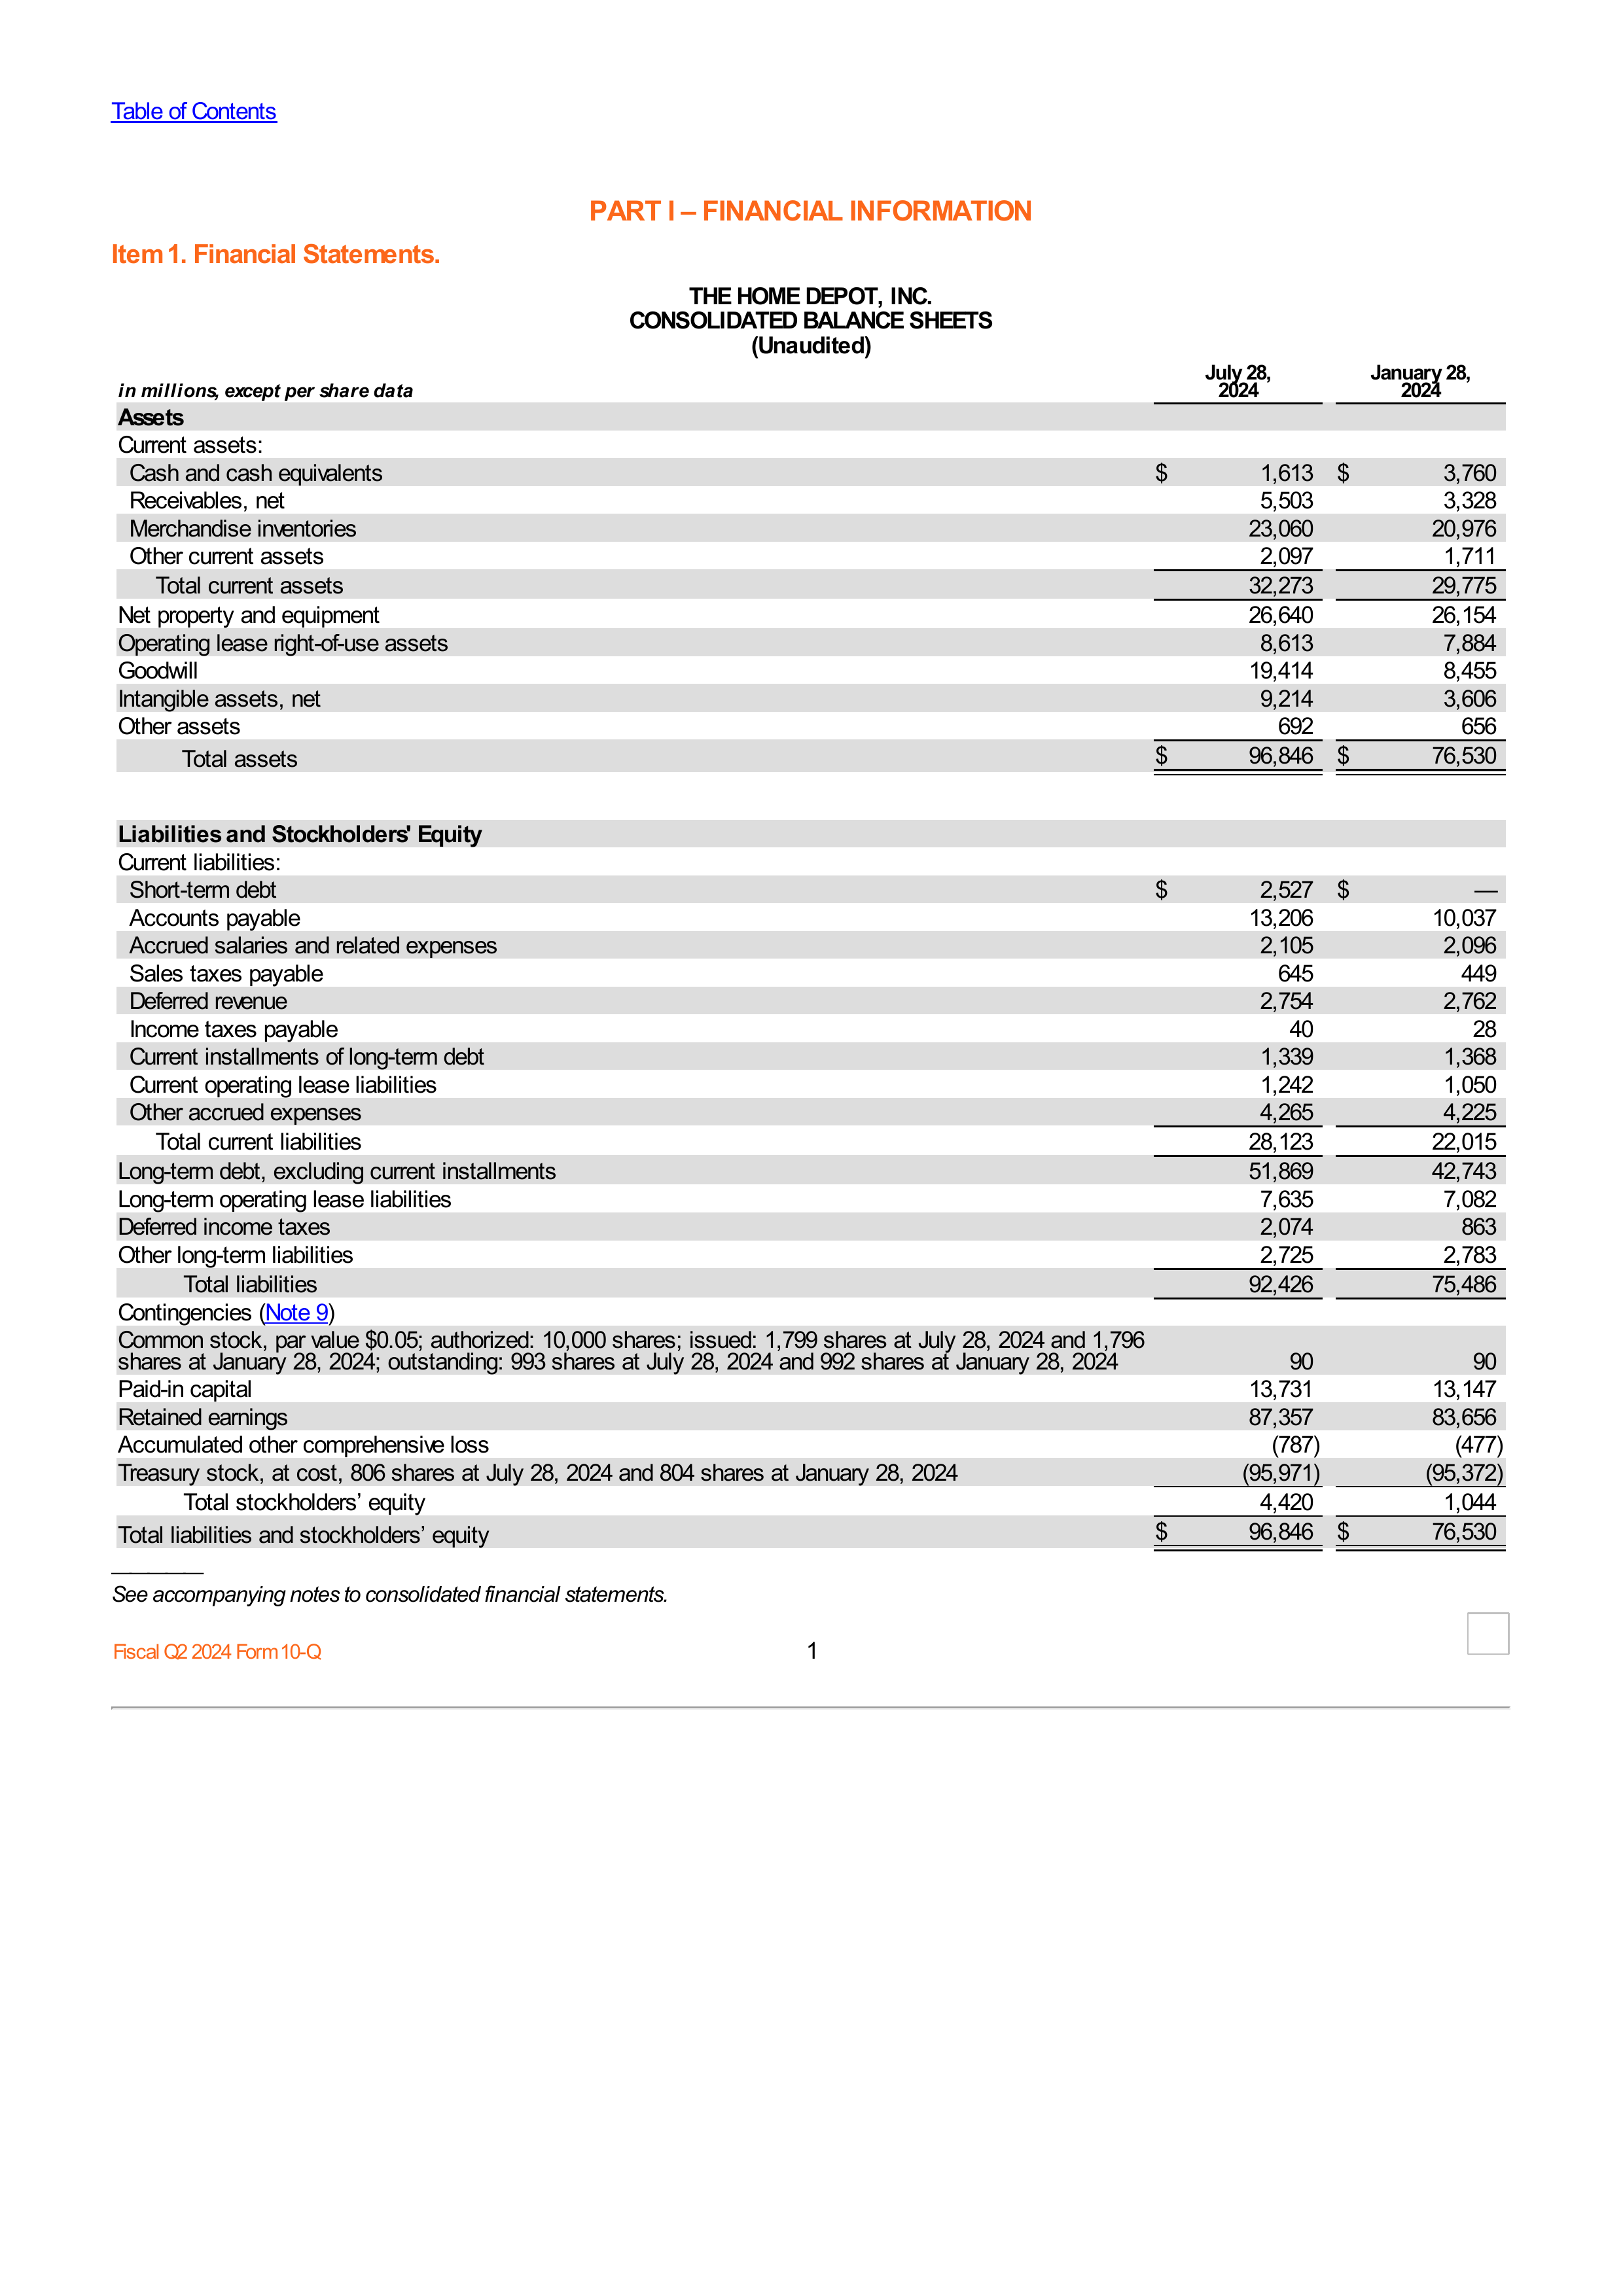 Table of Contents
PART I – FINANCIAL INFORMATION
Item 1. Financial Statements.
THE HOME DEPOT, INC.
CONSOLIDATED BALANCE SHEETS
(Unaudited)
in millions, except per share data July 28, 2024 January 28, 2024
Assets
Current assets:
Cash and cash equivalents $ 1,613 $ 3,760
Receivables, net 5,503 3,328
Merchandise inventories 23,060 20,976
Other current assets 2,097 1,711
Total current assets 32,273 29,775
Net property and equipment 26,640 26,154
Operating lease right-of-use assets 8,613 7,884
Goodwill 19,414 8,455
Intangible assets, net 9,214 3,606
Other assets 692 656
Total assets $ 96,846 $ 76,530
Liabilities and Stockholders' Equity
Current liabilities:
Short-term debt $ 2,527 $ —
Accounts payable 13,206 10,037
Accrued salaries and related expenses 2,105 2,096
Sales taxes payable 645 449
Deferred revenue 2,754 2,762
Income taxes payable 40 28
Current installments of long-term debt 1,339 1,368
Current operating lease liabilities 1,242 1,050
Other accrued expenses 4,265 4,225
Total current liabilities 28,123 22,015
Long-term debt, excluding current installments 51,869 42,743
Long-term operating lease liabilities 7,635 7,082
Deferred income taxes 2,074 863
Other long-term liabilities 2,725 2,783
Total liabilities 92,426 75,486
Contingencies (Note 9)
Common stock, par value $0.05; authorized: 10,000 shares; issued: 1,799 shares at July 28, 2024 and 1,796
shares at January 28, 2024; outstanding: 993 shares at July 28, 2024 and 992 shares at January 28, 2024 90 90
Paid-in capital 13,731 13,147
Retained earnings 87,357 83,656
Accumulated other comprehensive loss (787) (477)
Treasury stock, at cost, 806 shares at July 28, 2024 and 804 shares at January 28, 2024 (95,971) (95,372)
Total stockholders’ equity 4,420 1,044
Total liabilities and stockholders’ equity $ 96,846 $ 76,530
See accompanying notes to consolidated financial statements.
Fiscal Q2 2024 Form 10-Q 1